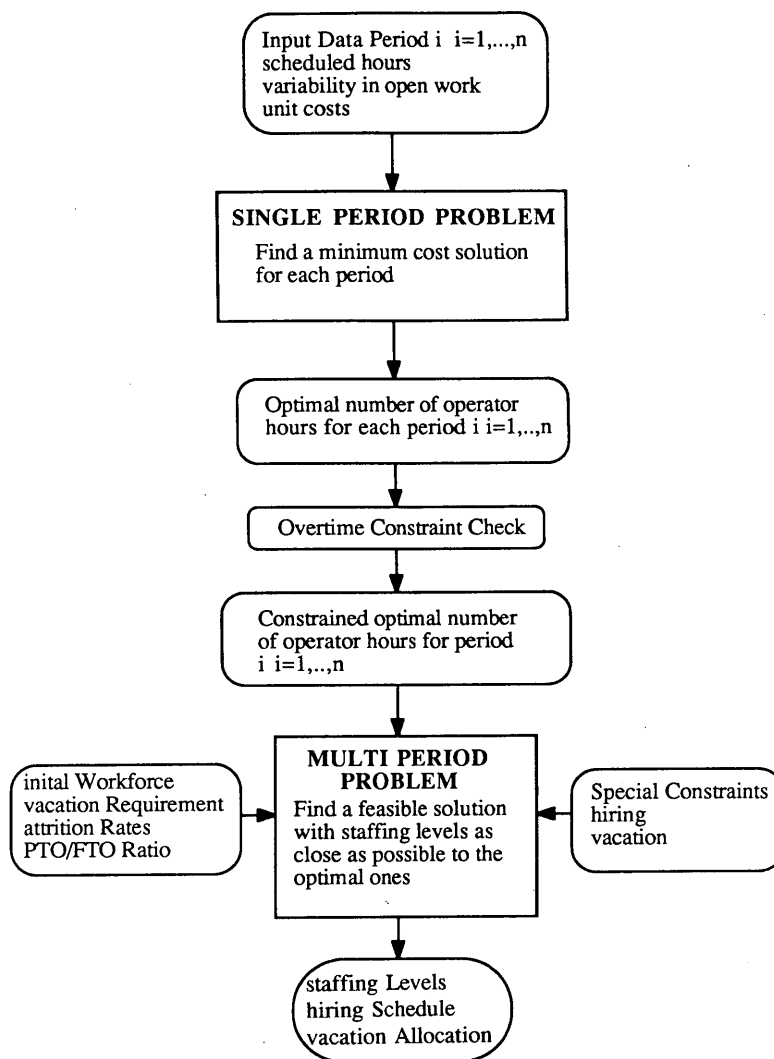 Input Data Period i i=1,...,n
scheduled hours
variability in open work
unit costs
SINGLE PERIOD PROBLEM
Find a minimum cost solution
for each period
Optimal number of operator
hours for each period i i=1,..,n
Overtime Constraint Check
Constrained optimal number
of operator hours for period
i i=1,..,n
MULTI PERIOD
PROBLEM
Find a feasible solution
with staffing levels as
close as possible to the
optimal ones
inital Workforce
vacation Requirement
attrition Rates
PTO/FTO Ratio
Special Constraints
hiring
vacation
staffing Levels
hiring Schedule
vacation Allocation